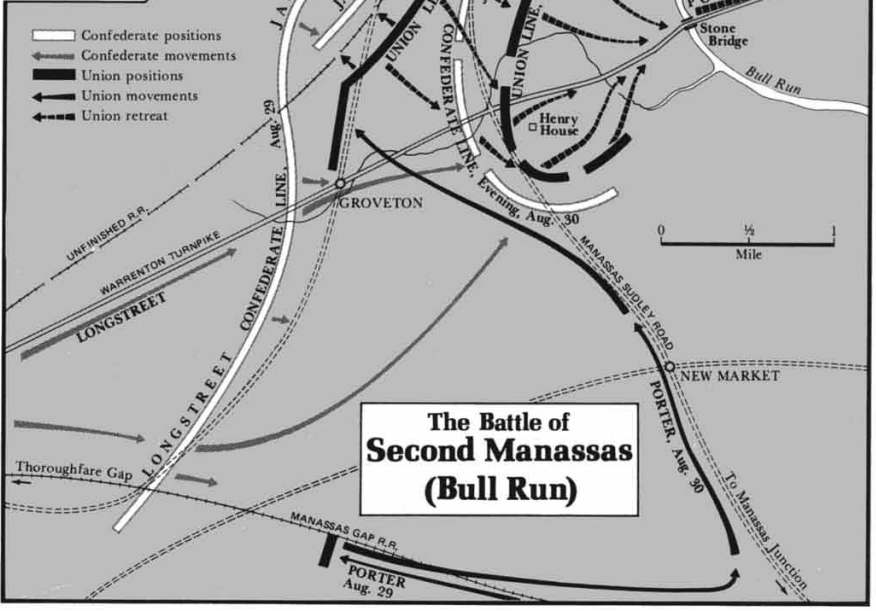 Confederate positions
Confederate movements
Union positions
Union movements
Union retreat
UNION
CONFEDERATE LINE, Evening, Aug. 30
UNION LINE,
Stone
Bridge
Bull Run
Henry
House
GROVETON
0 ½ 1
Mile
UNFINISHED R.R.
WARRENTON TURNPIKE
LONGSTREET
LONGSTREET CONFEDERATE LINE, Aug. 29
MANASSAS SUDLEY ROAD
NEW MARKET
PORTER, Aug. 30
To Manassas Junction
The Battle of
Second Manassas
(Bull Run)
Thoroughfare Gap
MANASSAS GAP R.R.
PORTER
Aug. 29